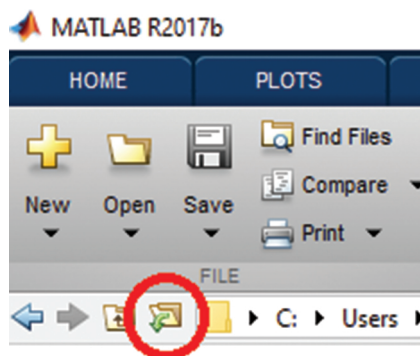 MATLAB R2017b
HOME PLOTS
Find Files
Compare
New Open Save
Print
FILE
C: Users